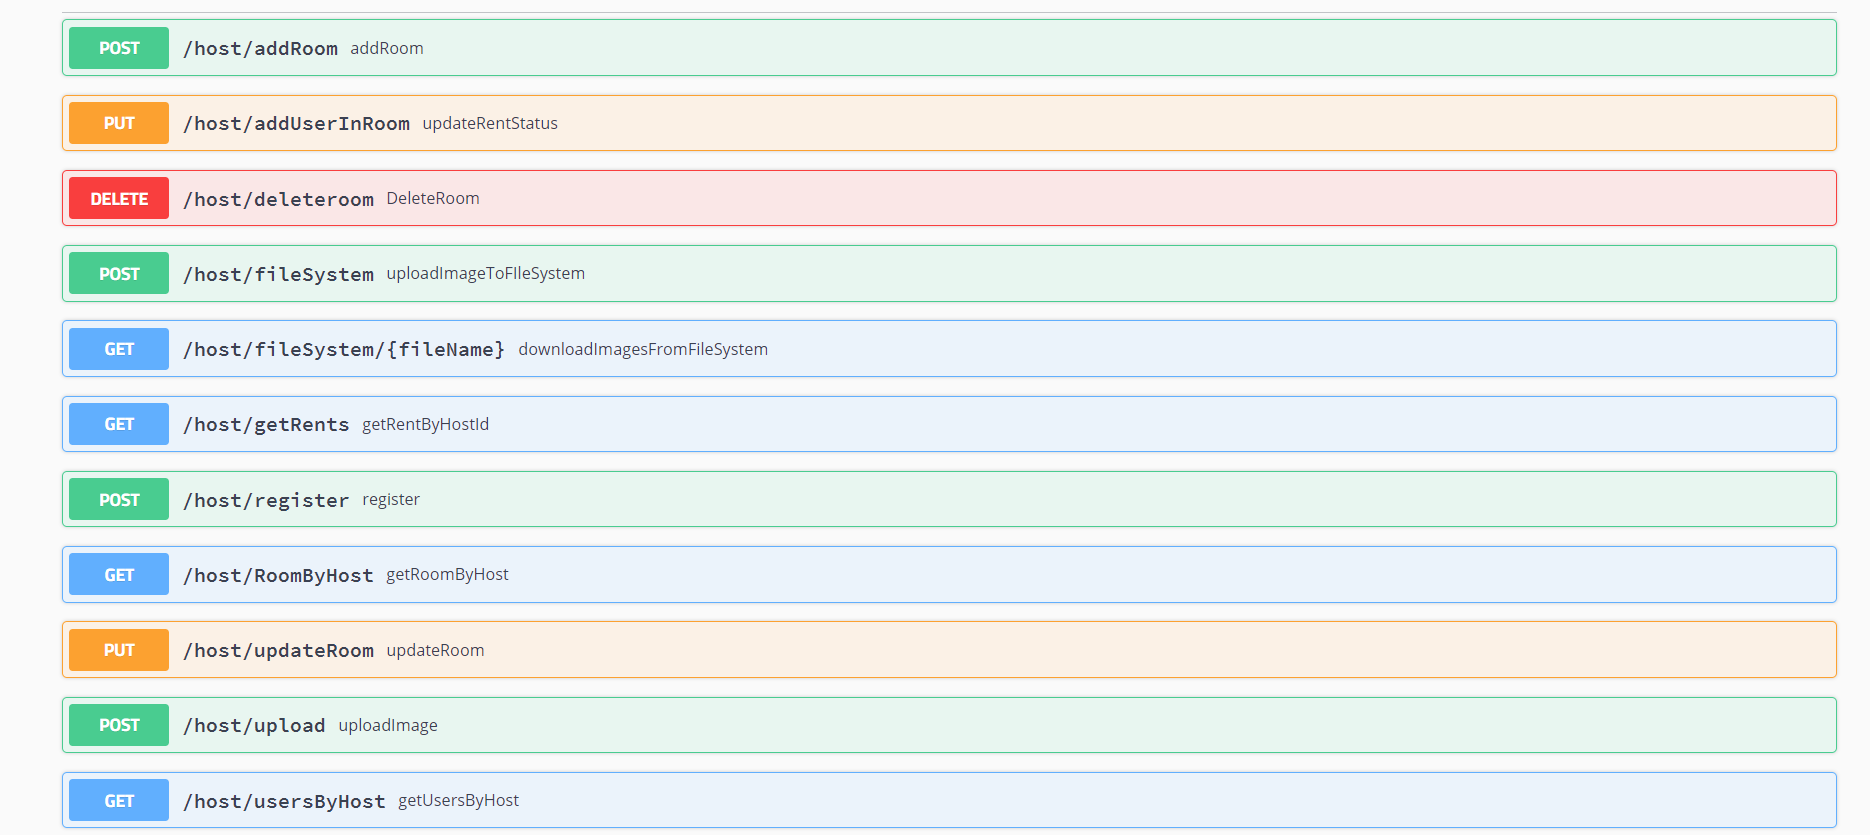 POST /host/addRoom addRoom
PUT /host/addUserInRoom updateRentStatus
DELETE /host/deleteroom DeleteRoom
POST /host/fileSystem uploadImageToFIleSystem
GET /host/fileSystem/{fileName} downloadImagesFromFileSystem
GET /host/getRents getRentByHostId
POST /host/register register
GET /host/RoomByHost getRoomByHost
PUT /host/updateRoom updateRoom
POST /host/upload uploadImage
GET /host/usersByHost getUsersByHost